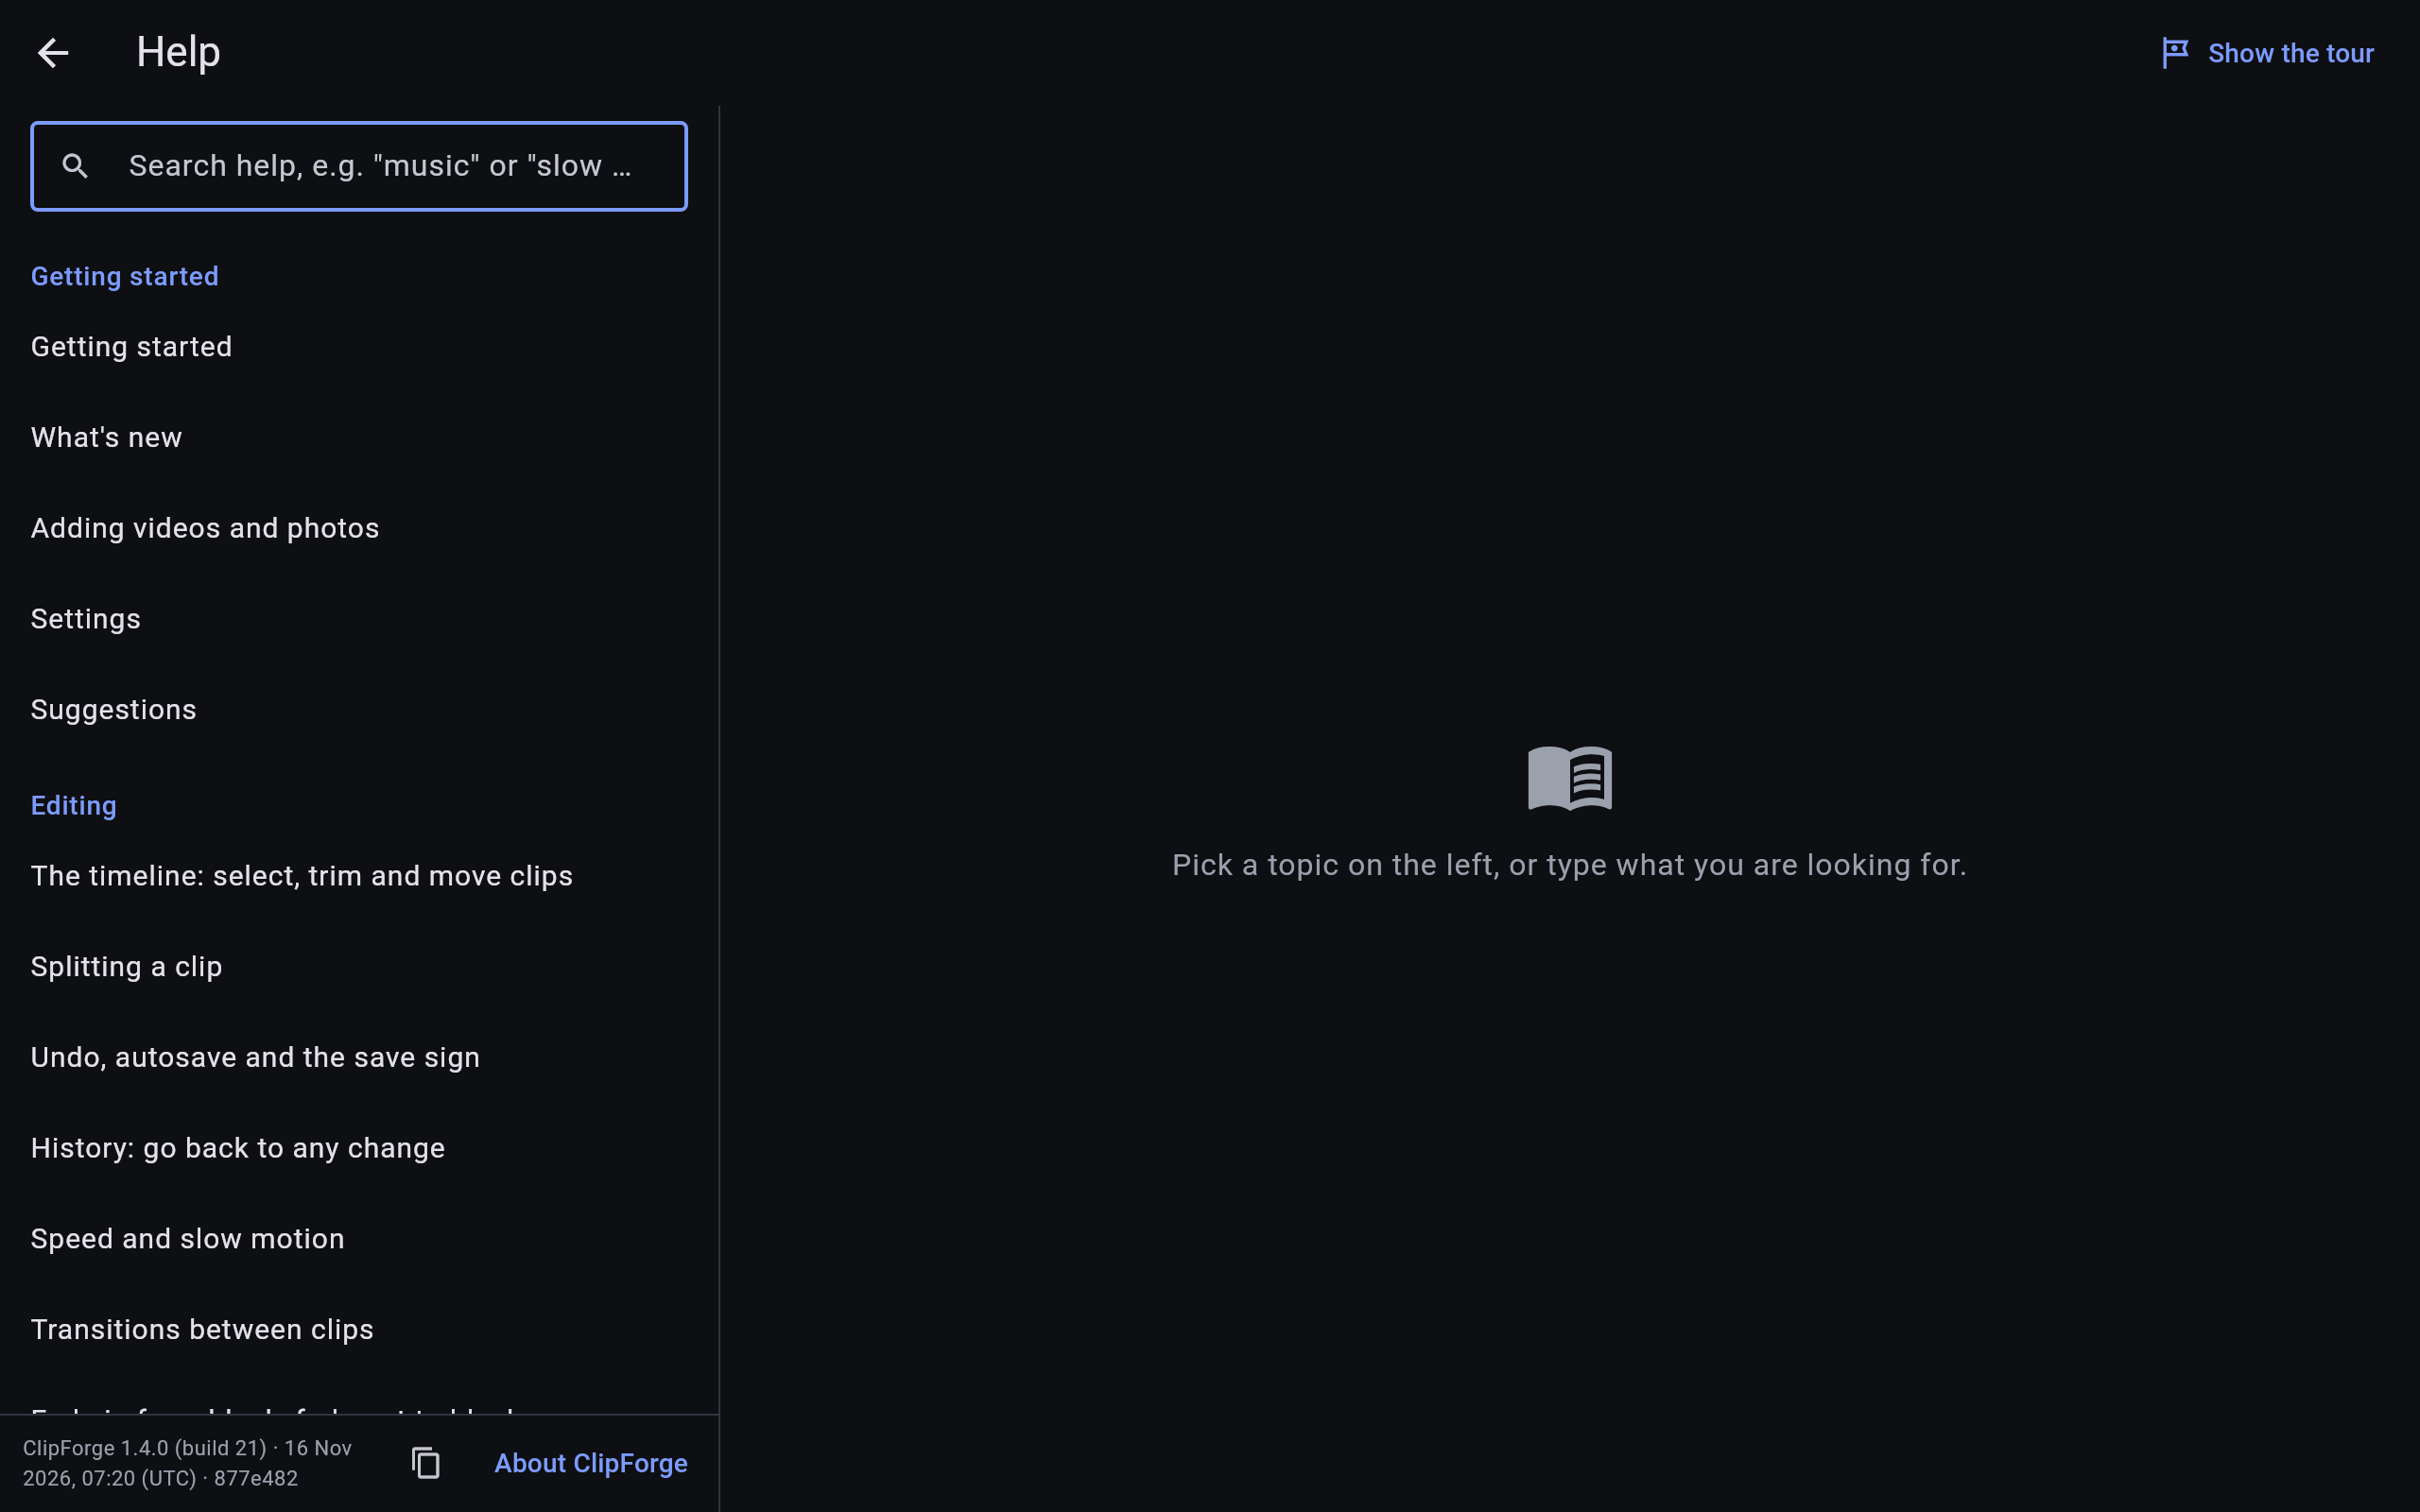 Help
Show the tour
Search help, e.g. "music" or "slow …
Getting started
Getting started
What's new
Adding videos and photos
Settings
Suggestions
Editing
The timeline: select, trim and move clips
Splitting a clip
Undo, autosave and the save sign
History: go back to any change
Speed and slow motion
Transitions between clips
Pick a topic on the left, or type what you are looking for.
ClipForge 1.4.0 (build 21) · 16 Nov
2026, 07:20 (UTC) · 877e482
About ClipForge